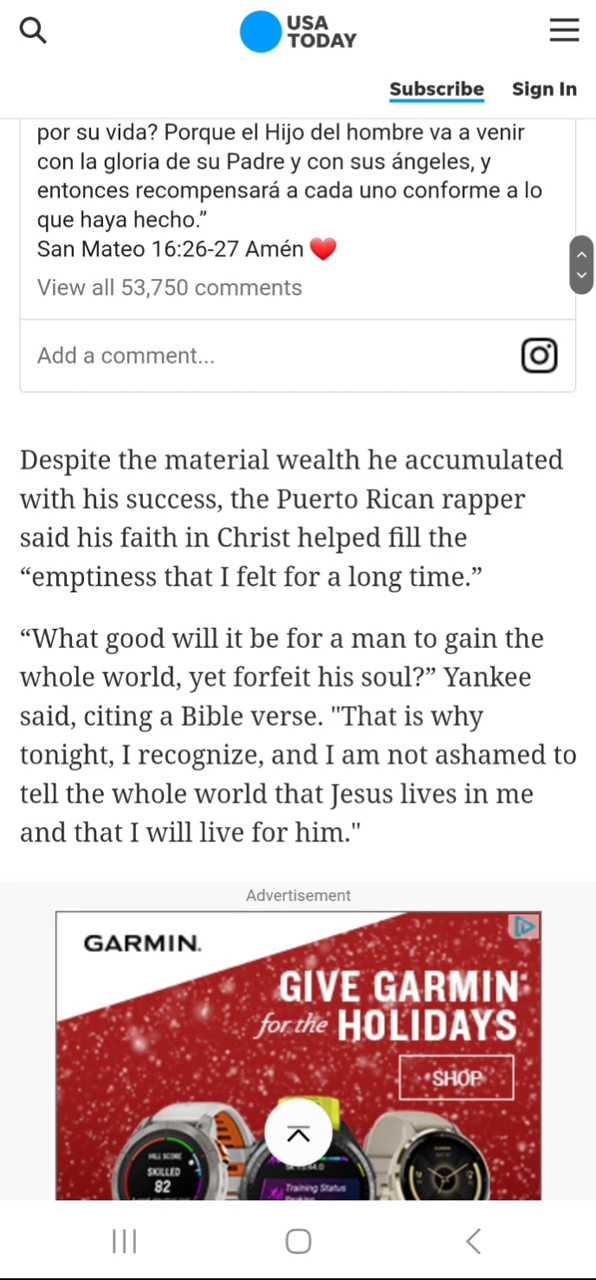 USA
TODAY
Subscribe Sign In
por su vida? Porque el Hijo del hombre va a venir
con la gloria de su Padre y con sus ángeles, y
entonces recompensará a cada uno conforme a lo
que haya hecho.”
San Mateo 16:26-27 Amén ❤️
View all 53,750 comments
Add a comment...
Despite the material wealth he accumulated
with his success, the Puerto Rican rapper
said his faith in Christ helped fill the
“emptiness that I felt for a long time.”
“What good will it be for a man to gain the
whole world, yet forfeit his soul?” Yankee
said, citing a Bible verse. "That is why
tonight, I recognize, and I am not ashamed to
tell the whole world that Jesus lives in me
and that I will live for him."
Advertisement
GARMIN.
GIVE GARMIN
for the HOLIDAYS
SHOP
HILL SCORE
SKILLED
82
Training Status